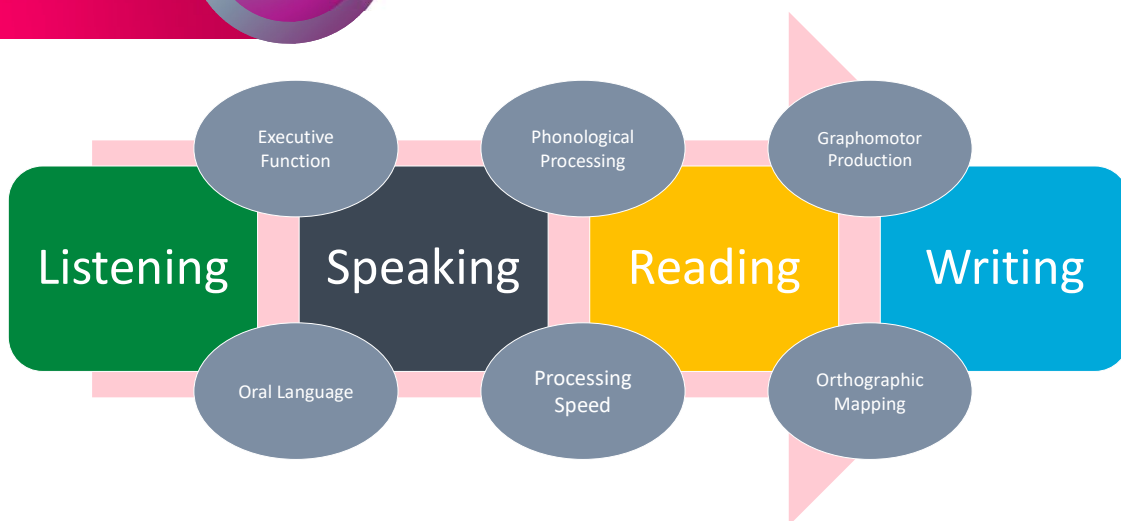 Executive
Function
Phonological
Processing
Graphomotor
Production
Listening
Speaking
Reading
Writing
Oral Language
Processing
Speed
Orthographic
Mapping